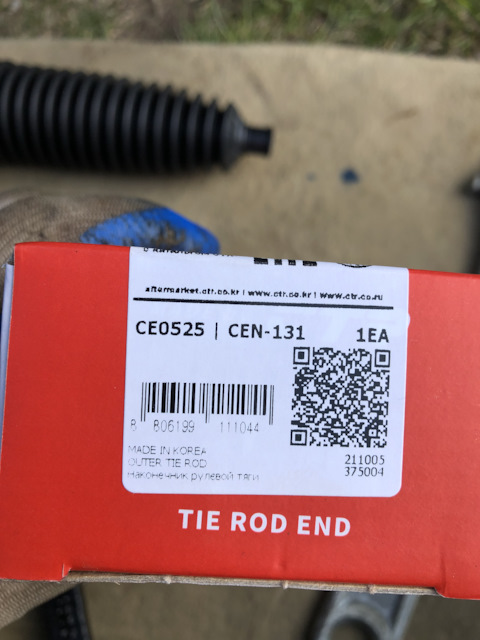 aftermarket.ctr.co.kr | www.ctr.co.kr | www.ctr.co.ru
CE0525 | CEN-131 1EA
8 806199 111044
MADE IN KOREA
OUTER TIE ROD
наконечник рулевой тяги
211005
375004
TIE ROD END